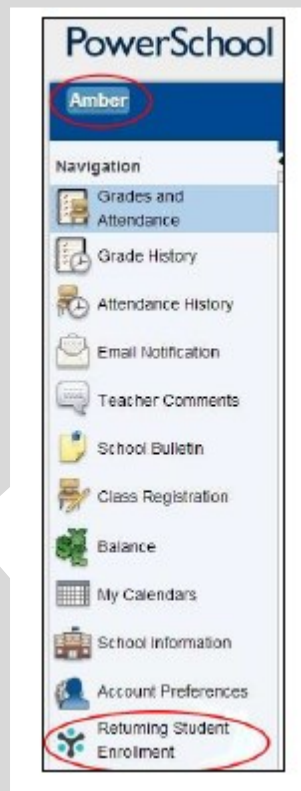 PowerSchool
Amber
Navigation
Grades and
Attendance
Grade History
Attendance History
Email Notification
Teacher Comments
School Bulletin
Class Registration
Balance
My Calendars
School Information
Account Preferences
Returning Student
Enrollment